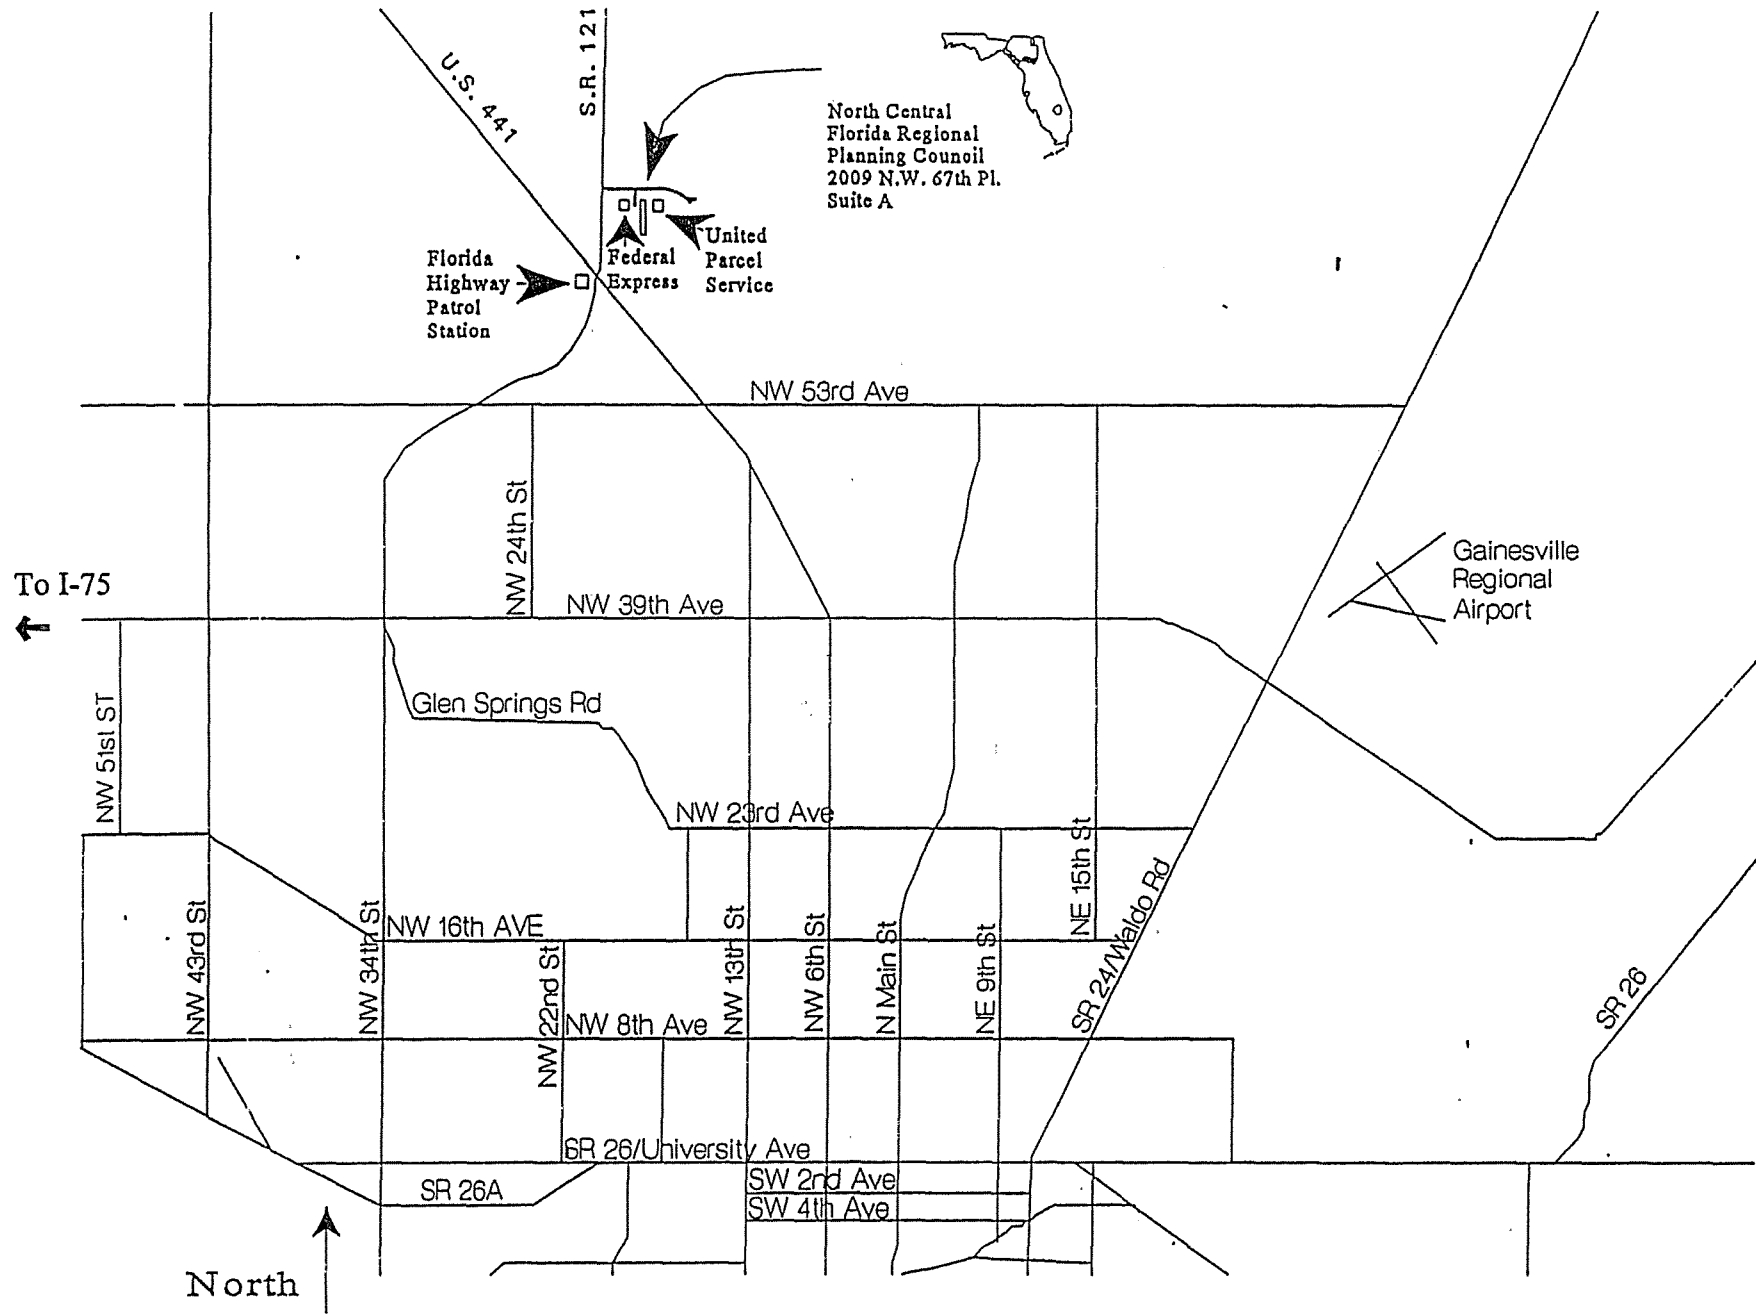 U.S. 441
S.R. 121
North Central
Florida Regional
Planning Council
2009 N.W. 67th Pl.
Suite A
United
Parcel
Service
Federal
Express
Florida
Highway
Patrol
Station
NW 53rd Ave
NW 24th St
To I-75
NW 39th Ave
Gainesville
Regional
Airport
NW 51st ST
Glen Springs Rd
NW 23rd Ave
NE 15th St
NW 43rd St
NW 34th St
NW 16th AVE
NW 22nd St
NW 13th St
NW 6th St
N Main St
NE 9th St
SR 24/Waldo Rd
SR 26
NW 8th Ave
SR 26/University Ave
SR 26A
SW 2nd Ave
SW 4th Ave
North